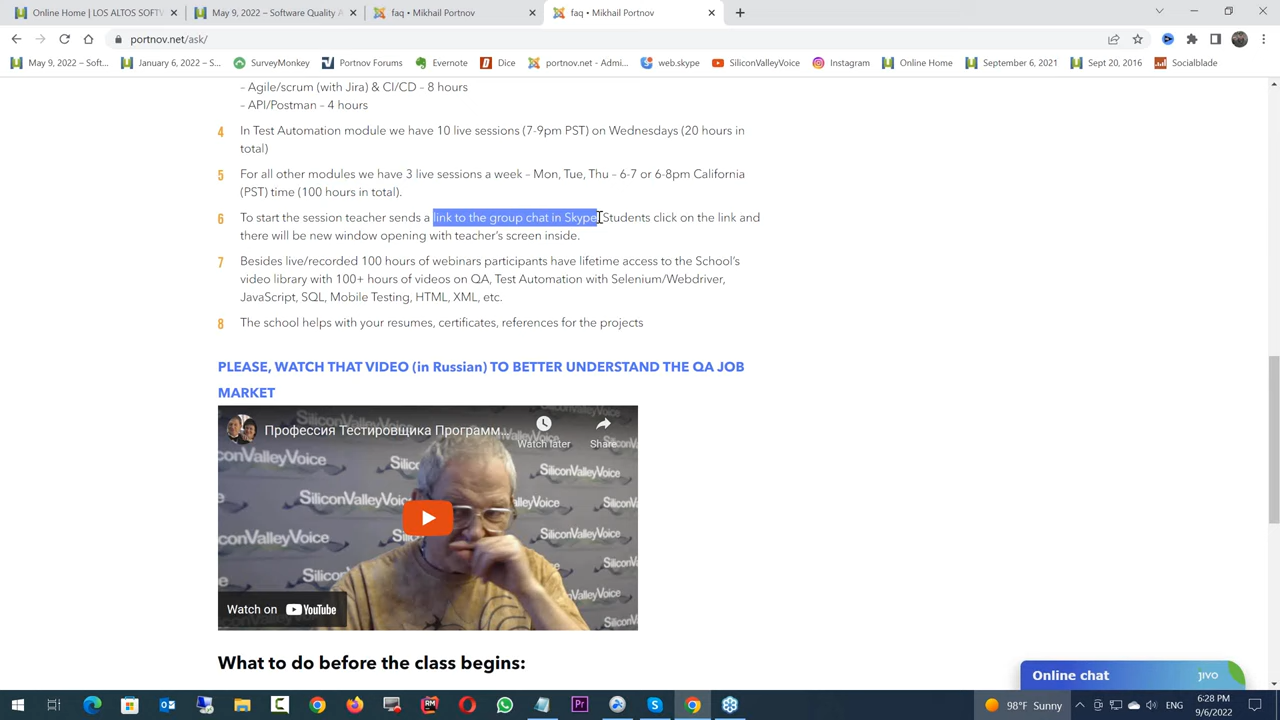 Online Home | LOS ALTOS SOFTW
May 9, 2022 – Software Quality A
faq • Mikhail Portnov
faq • Mikhail Portnov
portnov.net/ask/
May 9, 2022 — Soft...
January 6, 2022 – S...
SurveyMonkey
Portnov Forums
Evernote
Dice
portnov.net - Admi...
web.skype
SiliconValleyVoice
Instagram
Online Home
September 6, 2021
Sept 20, 2016
Socialblade
– Agile/scrum (with Jira) & CI/CD – 8 hours
– API/Postman – 4 hours
4 In Test Automation module we have 10 live sessions (7-9pm PST) on Wednesdays (20 hours in
total)
5 For all other modules we have 3 live sessions a week – Mon, Tue, Thu – 6-7 or 6-8pm California
(PST) time (100 hours in total).
6 To start the session teacher sends a link to the group chat in Skype. Students click on the link and
there will be new window opening with teacher's screen inside.
7 Besides live/recorded 100 hours of webinars participants have lifetime access to the School's
video library with 100+ hours of videos on QA, Test Automation with Selenium/Webdriver,
JavaScript, SQL, Mobile Testing, HTML, XML, etc.
8 The school helps with your resumes, certificates, references for the projects
PLEASE, WATCH THAT VIDEO (in Russian) TO BETTER UNDERSTAND THE QA JOB
MARKET
Профессия Тестировщика Программ...
Watch later
Share
SiliconValleyVoice
SiliconValleyVoice
Watch on YouTube
What to do before the class begins:
Online chat
jivo
98°F Sunny
6:28 PM
9/6/2022